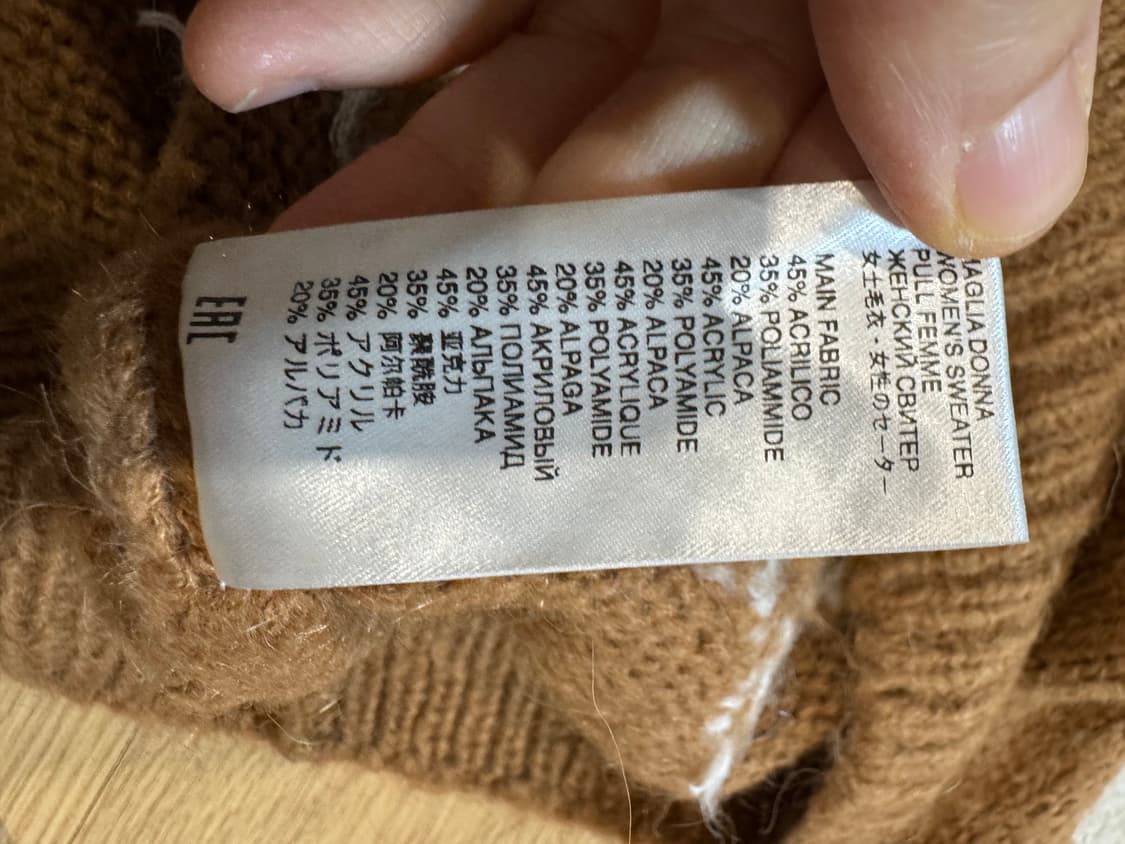 MAGLIA DONNA
WOMEN'S SWEATER
PULL FEMME
ЖЕНСКИЙ СВИТЕР
女士毛衣 · 女性のセーター
MAIN FABRIC
45% ACRILICO
35% POLIAMMIDE
20% ALPACA
45% ACRYLIC
35% POLYAMIDE
20% ALPACA
45% ACRYLIQUE
35% POLYAMIDE
20% ALPAGA
45% АКРИЛОВЫЙ
35% ПОЛИАМИД
20% АЛЬПАКА
45% 亚克力
35% 聚酰胺
20% 阿尔帕卡
45% アクリル
35% ポリアミド
20% アルパカ
EAC